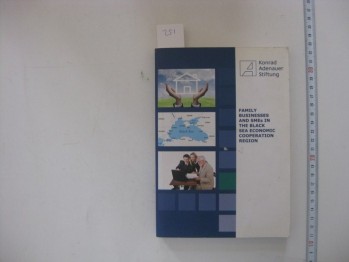 Konrad
Adenauer
Stiftung
FAMILY
BUSINESSES
AND SMEs IN
THE BLACK
SEA ECONOMIC
COOPERATION
REGION